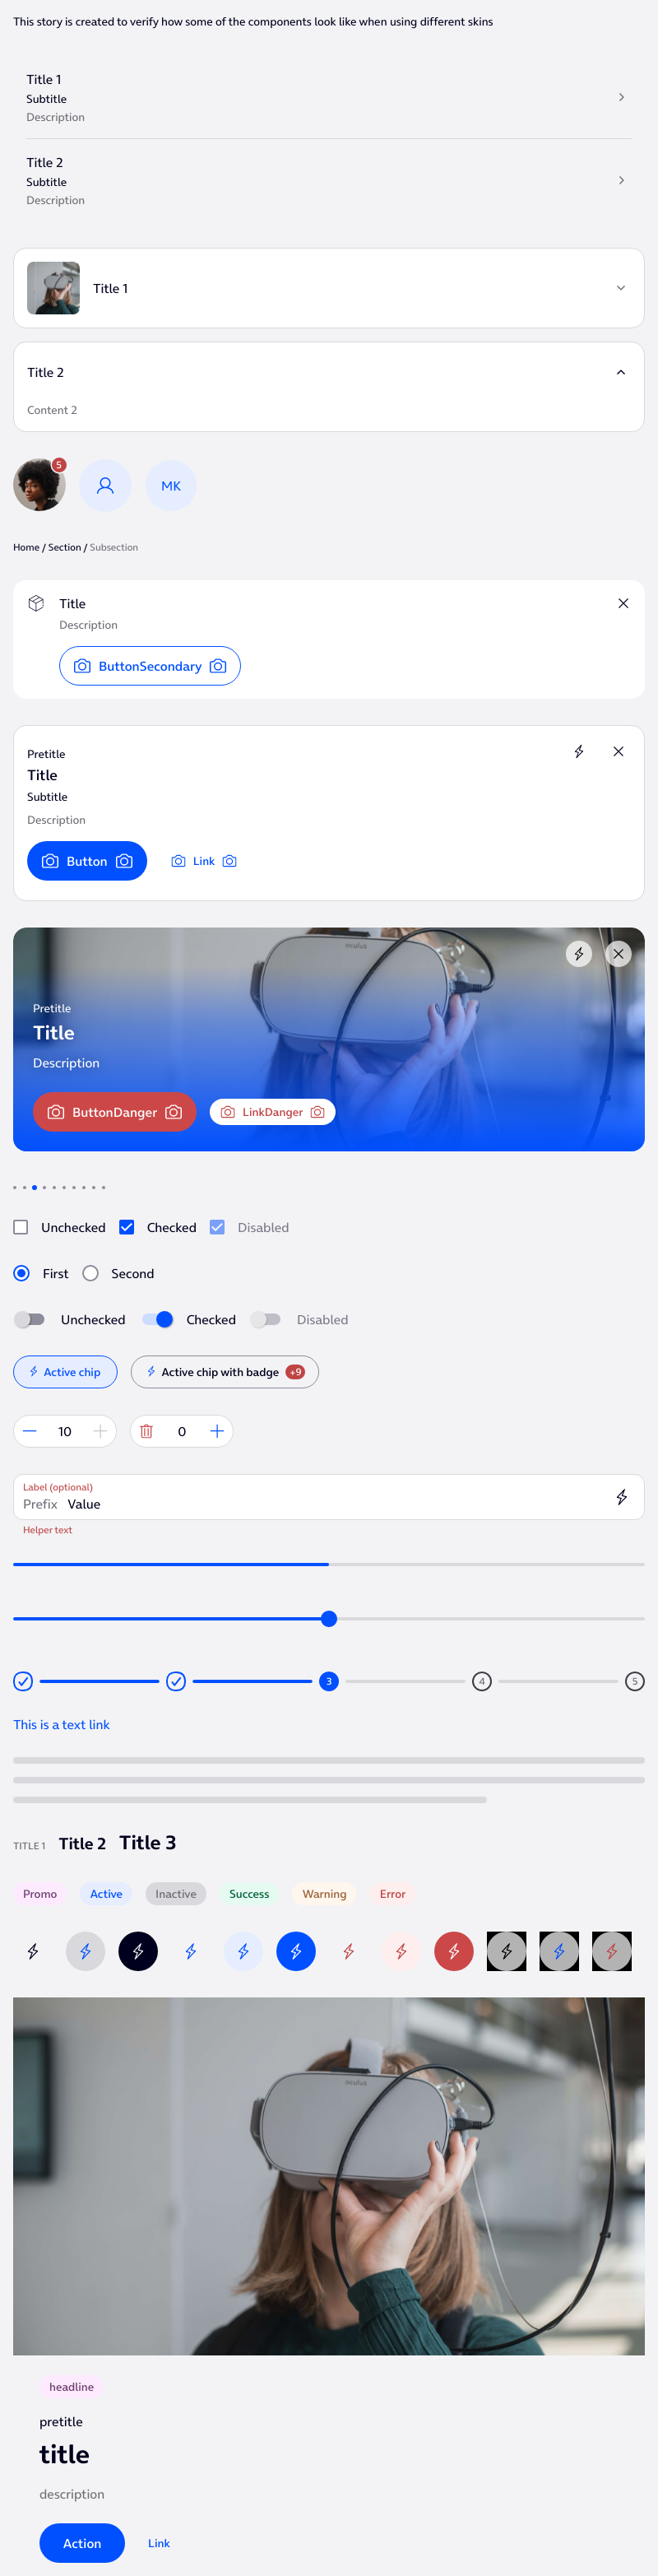 This story is created to verify how some of the components look like when using different skins
Title 1
Subtitle
Description
Title 2
Subtitle
Description
Title 1
Title 2
Content 2
5
MK
Home / Section / Subsection
Title
Description
ButtonSecondary
Pretitle
Title
Subtitle
Description
Button Link
oculus
Pretitle
Title
Description
ButtonDanger LinkDanger
Unchecked Checked Disabled
First Second
Unchecked Checked Disabled
Active chip Active chip with badge +9
10 0
Label (optional)
Prefix Value
Helper text
3 4 5
This is a text link
TITLE 1 Title 2 Title 3
Promo Active Inactive Success Warning Error
oculus
headline
pretitle
title
description
Action Link